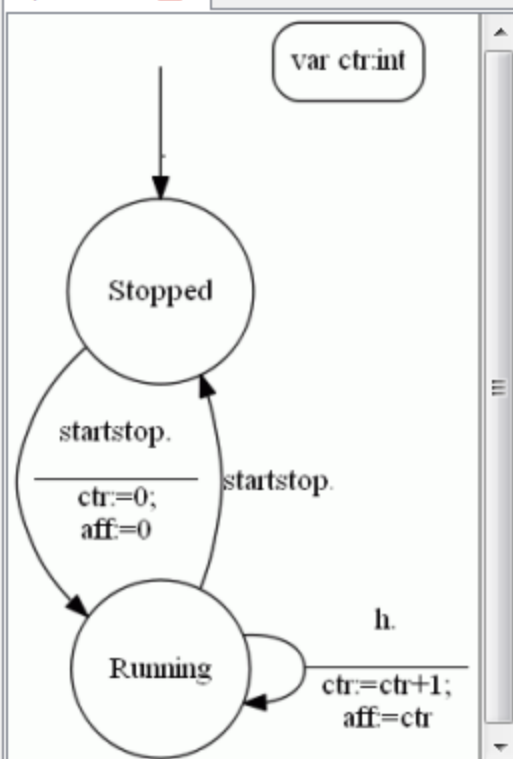 var ctr:int
Stopped
startstop.
ctr:=0;
aff:=0
startstop.
h.
Running
ctr:=ctr+1;
aff:=ctr